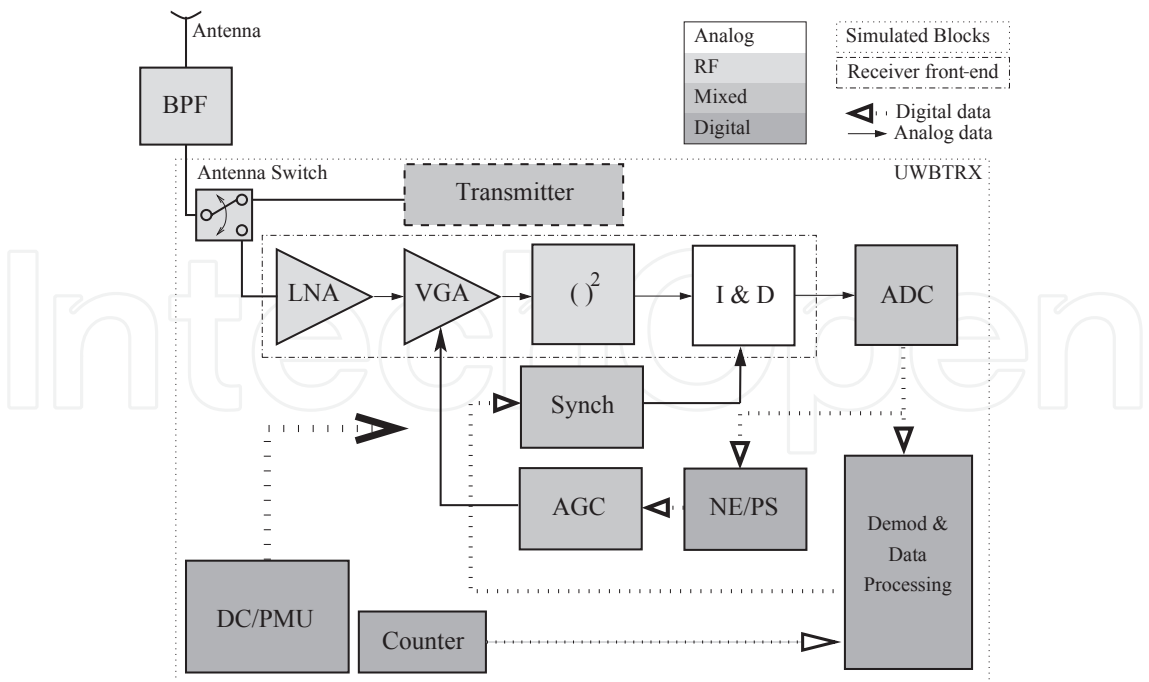 Antenna
BPF
Analog
RF
Mixed
Digital
Simulated Blocks
Receiver front-end
Digital data
Analog data
Antenna Switch
Transmitter
UWBTRX
LNA
VGA
( )²
I & D
ADC
Synch
AGC
NE/PS
Demod &
Data
Processing
DC/PMU
Counter
IntechOpen